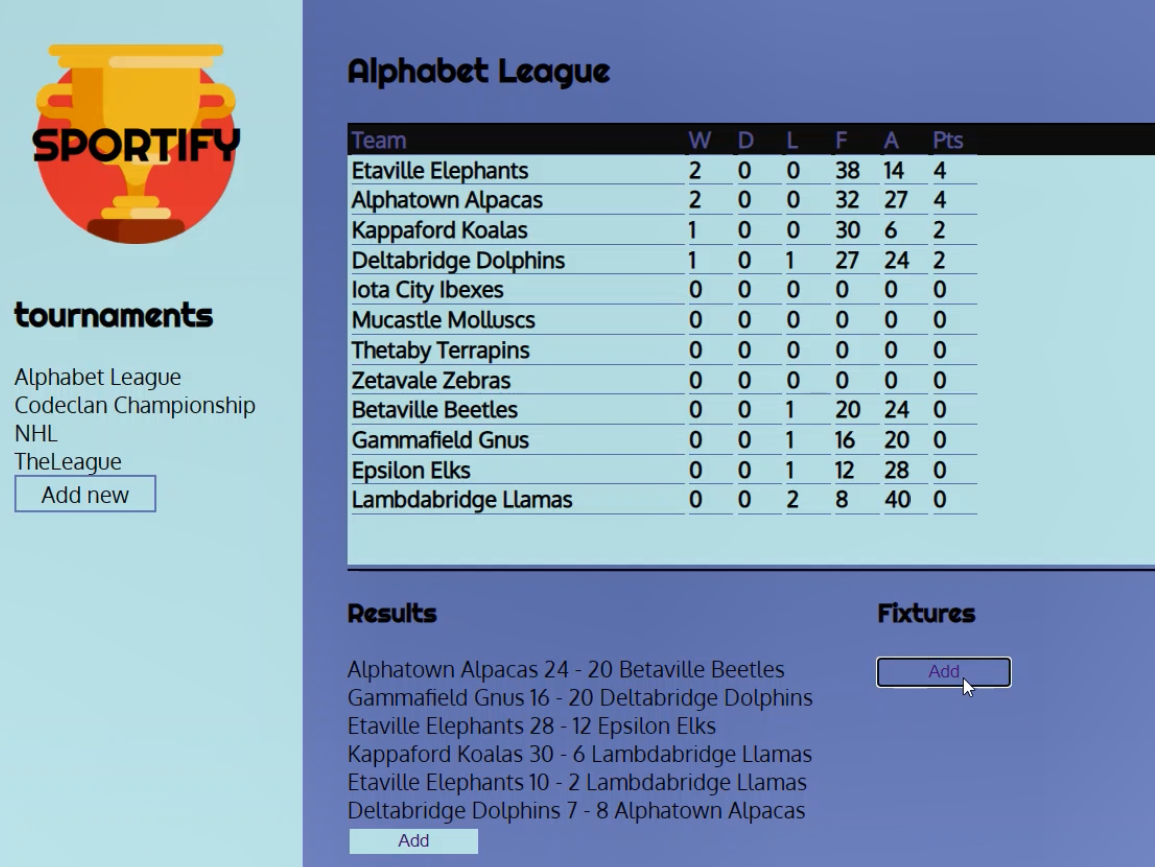 SPORTIFY
tournaments
Alphabet League
Codeclan Championship
NHL
TheLeague
Add new
Alphabet League
Team W D L F A Pts
Etaville Elephants 2 0 0 38 14 4
Alphatown Alpacas 2 0 0 32 27 4
Kappaford Koalas 1 0 0 30 6 2
Deltabridge Dolphins 1 0 1 27 24 2
Iota City Ibexes 0 0 0 0 0 0
Mucastle Molluscs 0 0 0 0 0 0
Thetaby Terrapins 0 0 0 0 0 0
Zetavale Zebras 0 0 0 0 0 0
Betaville Beetles 0 0 1 20 24 0
Gammafield Gnus 0 0 1 16 20 0
Epsilon Elks 0 0 1 12 28 0
Lambdabridge Llamas 0 0 2 8 40 0
Results
Alphatown Alpacas 24 - 20 Betaville Beetles
Gammafield Gnus 16 - 20 Deltabridge Dolphins
Etaville Elephants 28 - 12 Epsilon Elks
Kappaford Koalas 30 - 6 Lambdabridge Llamas
Etaville Elephants 10 - 2 Lambdabridge Llamas
Deltabridge Dolphins 7 - 8 Alphatown Alpacas
Add
Fixtures
Add